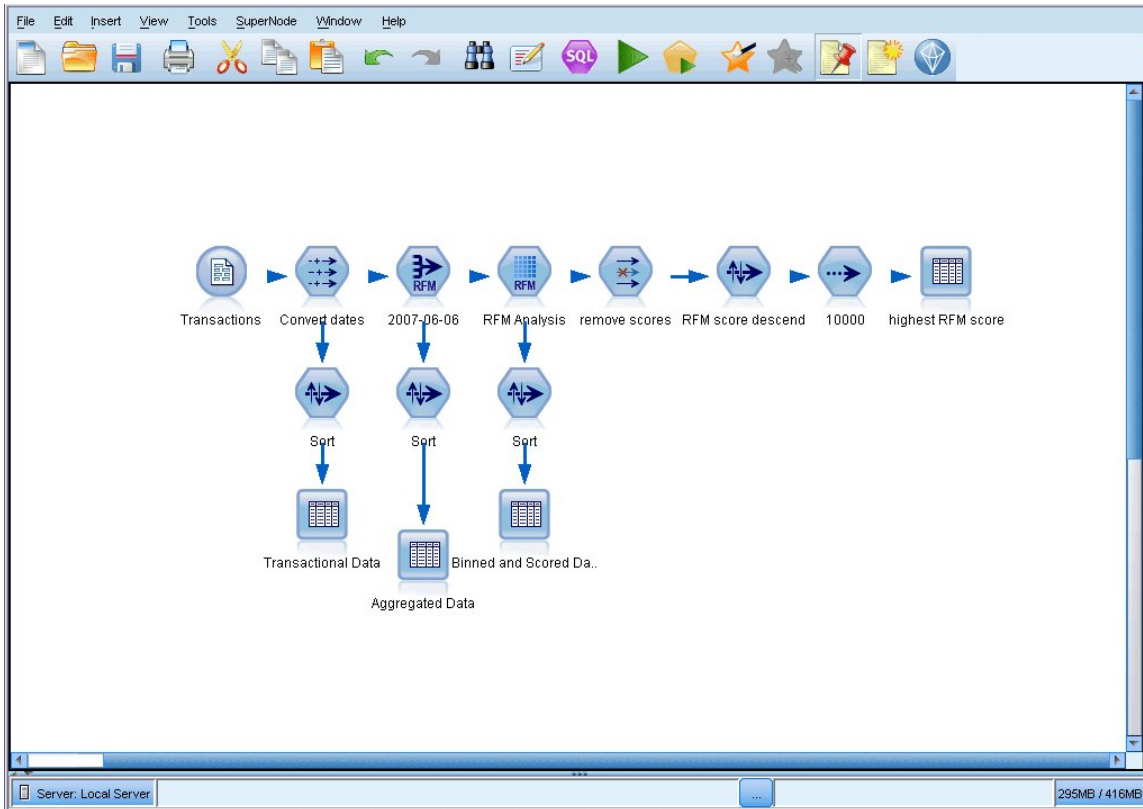 File Edit Insert View Tools SuperNode Window Help
SQL
RFM RFM
Transactions Convert dates 2007-06-06 RFM Analysis remove scores RFM score descend 10000 highest RFM score
Sort Sort Sort
Transactional Data Binned and Scored Da..
Aggregated Data
Server: Local Server ... 295MB / 416MB